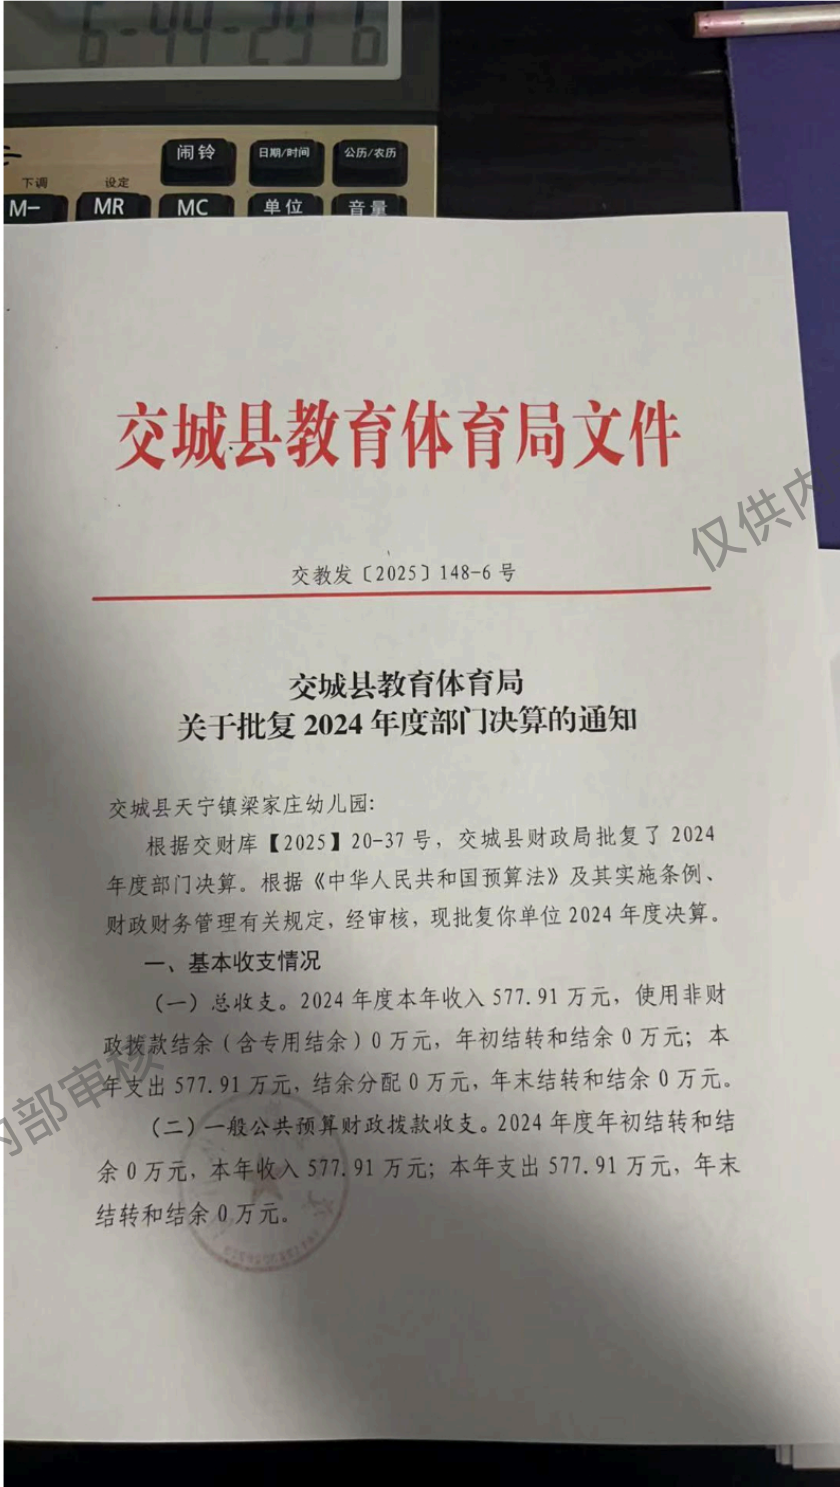 6-44-29 6
闹铃
日期/时间
公历/农历
下调
设定
M-
MR
MC
单位
音量
交城县教育体育局文件
仅供内
交教发〔2025〕148-6号
交城县教育体育局
关于批复2024年度部门决算的通知
交城县天宁镇梁家庄幼儿园:
根据交财库【2025】20-37号，交城县财政局批复了2024
年度部门决算。根据《中华人民共和国预算法》及其实施条例、
财政财务管理有关规定，经审核，现批复你单位2024年度决算。
一、基本收支情况
（一）总收支。2024年度本年收入577.91万元，使用非财
政拨款结余（含专用结余）0万元，年初结转和结余0万元；本
年支出577.91万元，结余分配0万元，年末结转和结余0万元。
（二）一般公共预算财政拨款收支。2024年度年初结转和结
余0万元，本年收入577.91万元；本年支出577.91万元，年末
结转和结余0万元。
内部审核